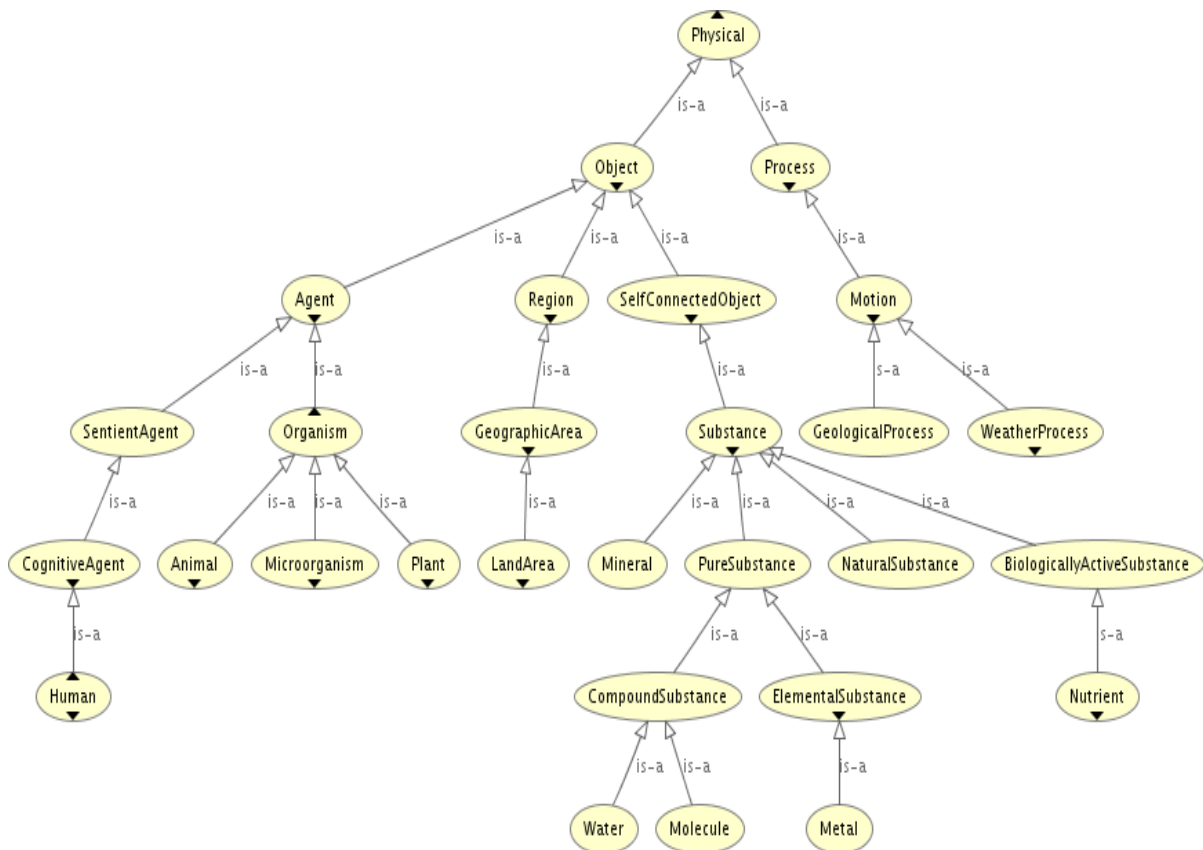 Physical
is-a
is-a
Object
Process
is-a
is-a
is-a
is-a
Agent
Region
SelfConnectedObject
Motion
is-a
is-a
is-a
is-a
s-a
is-a
SentientAgent
Organism
GeographicArea
Substance
GeologicalProcess
WeatherProcess
is-a
is-a
is-a
is-a
is-a
is-a
is-a
is-a
is-a
CognitiveAgent
Animal
Microorganism
Plant
LandArea
Mineral
PureSubstance
NaturalSubstance
BiologicallyActiveSubstance
is-a
is-a
is-a
s-a
Human
CompoundSubstance
ElementalSubstance
Nutrient
is-a
is-a
is-a
Water
Molecule
Metal